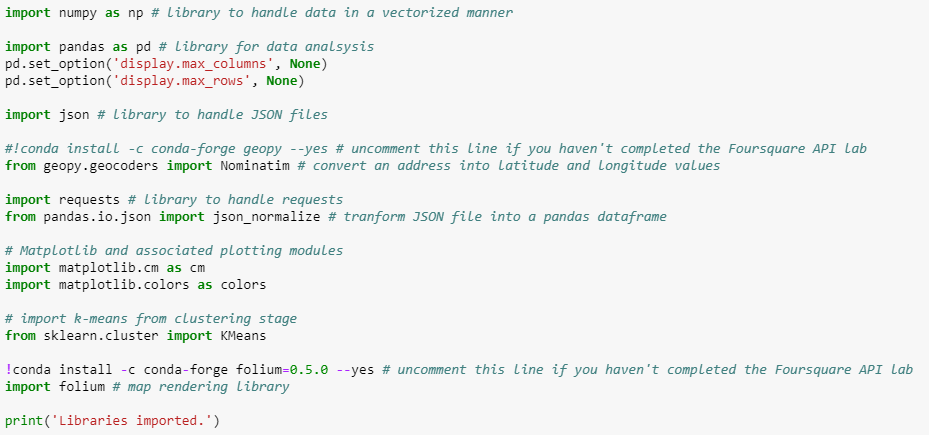 import numpy as np # library to handle data in a vectorized manner
import pandas as pd # library for data analsysis
pd.set_option('display.max_columns', None)
pd.set_option('display.max_rows', None)
import json # library to handle JSON files
#!conda install -c conda-forge geopy --yes # uncomment this line if you haven't completed the Foursquare API lab
from geopy.geocoders import Nominatim # convert an address into latitude and longitude values
import requests # library to handle requests
from pandas.io.json import json_normalize # tranform JSON file into a pandas dataframe
# Matplotlib and associated plotting modules
import matplotlib.cm as cm
import matplotlib.colors as colors
# import k-means from clustering stage
from sklearn.cluster import KMeans
!conda install -c conda-forge folium=0.5.0 --yes # uncomment this line if you haven't completed the Foursquare API lab
import folium # map rendering library
print('Libraries imported.')